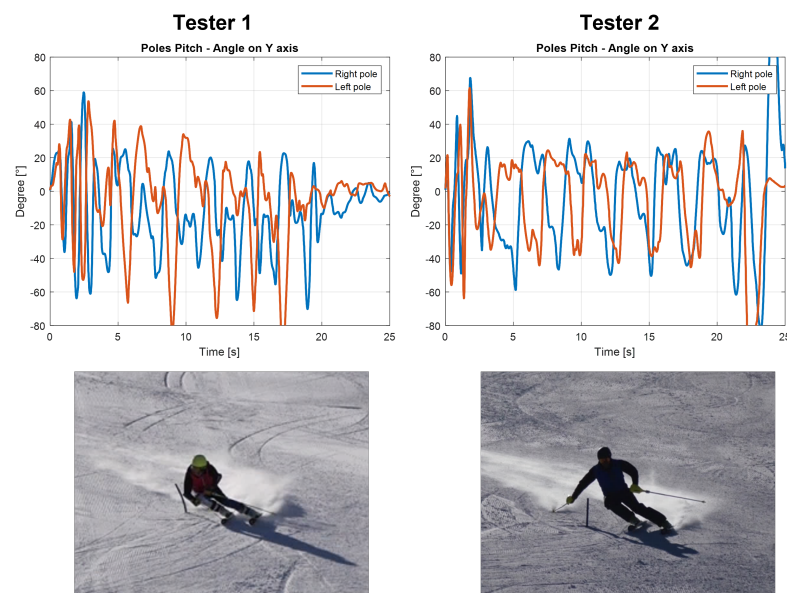 Tester 1
Poles Pitch - Angle on Y axis
Right pole
Left pole
80
60
40
20
0
-20
-40
-60
-80
Degree [°]
0 5 10 15 20 25
Time [s]
Tester 2
Poles Pitch - Angle on Y axis
Right pole
Left pole
80
60
40
20
0
-20
-40
-60
-80
Degree [°]
0 5 10 15 20 25
Time [s]